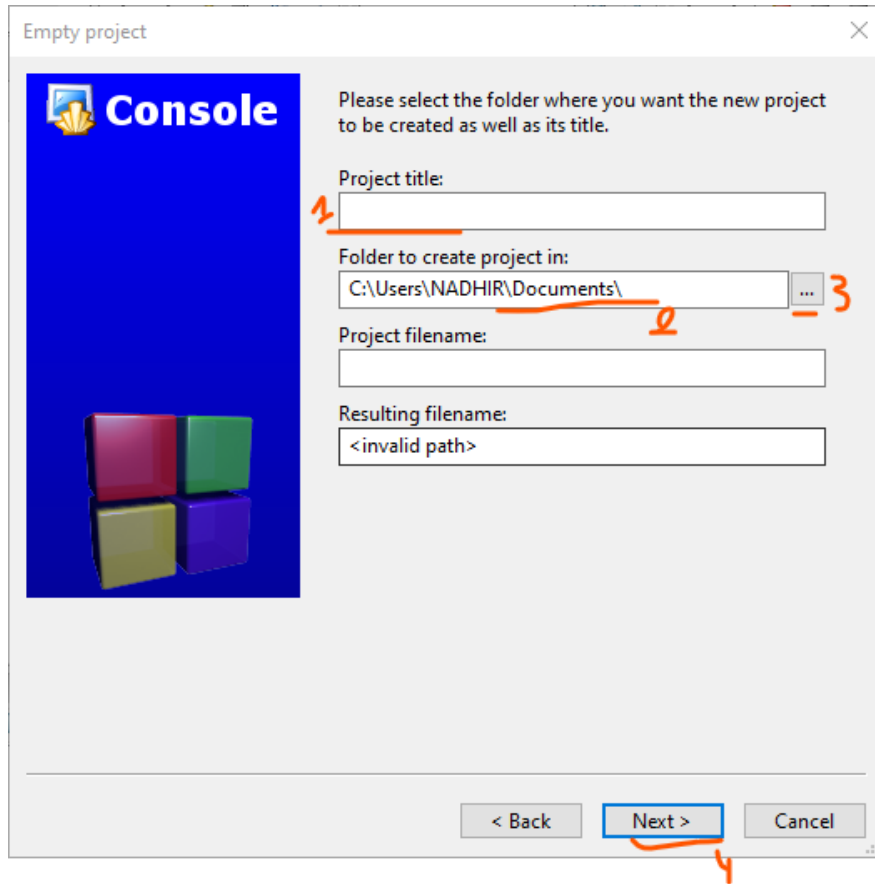 Empty project
Console
Please select the folder where you want the new project
to be created as well as its title.
Project title:
1
Folder to create project in:
C:\Users\NADHIR\Documents\
... 3
2
Project filename:
Resulting filename:
<invalid path>
< Back Next > Cancel
4